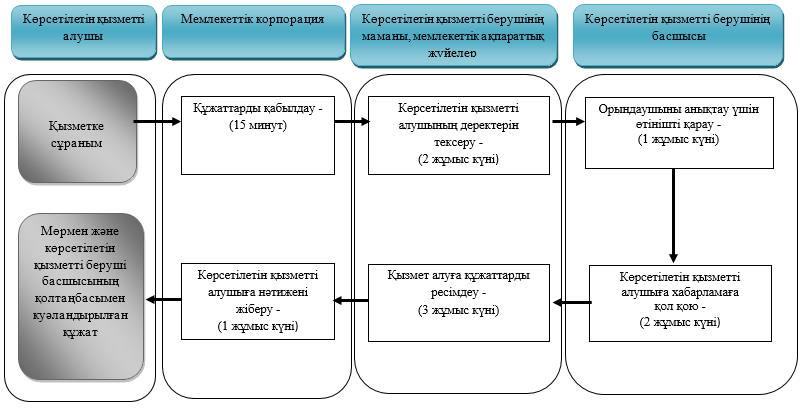 Көрсетілетін қызметті
алушы
Мемлекеттік корпорация
Көрсетілетін қызметті берушінің
маманы, мемлекеттік ақпараттық
жүйелер
Көрсетілетін қызметті берушінің
басшысы
Қызметке
сұраным
Құжаттарды қабылдау -
(15 минут)
Көрсетілетін қызметті
алушының деректерін
тексеру -
(2 жұмыс күні)
Орындаушыны анықтау үшін
өтінішті қарау -
(1 жұмыс күні)
Мөрмен және
көрсетілетін
қызметті беруші
басшысының
қолтаңбасымен
куәландырылған
құжат
Көрсетілетін қызметті
алушыға нәтижені
жіберу -
(1 жұмыс күні)
Қызмет алуға құжаттарды
ресімдеу -
(3 жұмыс күні)
Көрсетілетін қызметті
алушыға хабарламаға
қол қою -
(2 жұмыс күні)